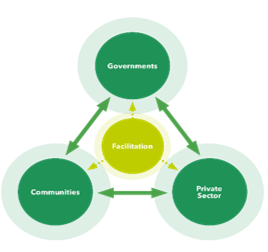 Governments
Facilitation
Communities
Private
Sector